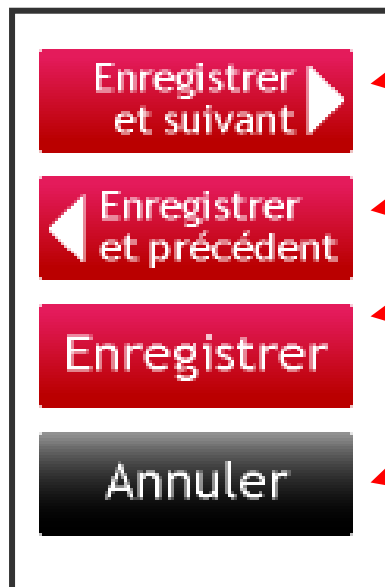 Enregistrer
et suivant
Enregistrer
et précédent
Enregistrer
Annuler